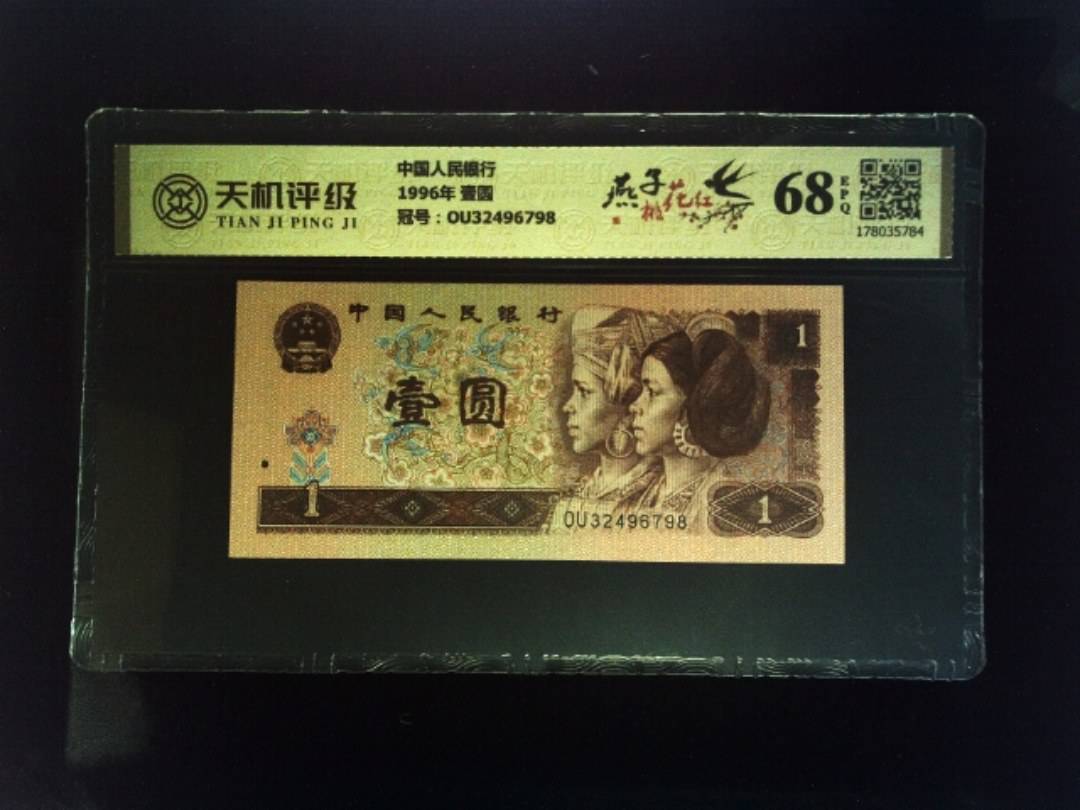 天机评级
TIAN JI PING JI
中国人民银行
1996年 壹圆
冠号：OU32496798
燕子
桃花红
68
EPQ
178035784
中国人民银行
壹圆
1
1
OU32496798
1